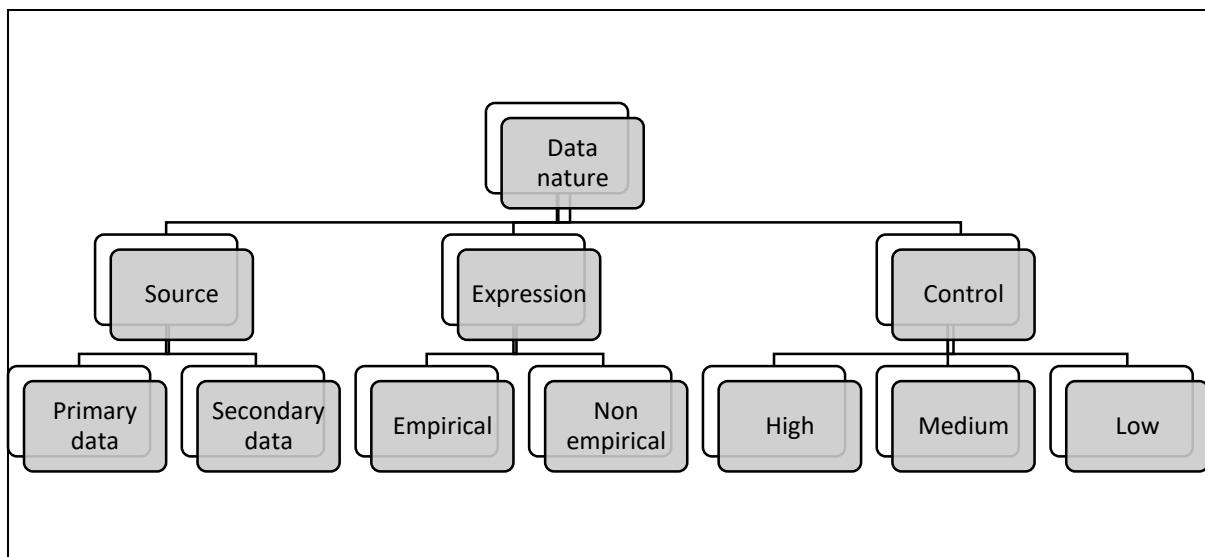 Data
nature
Source
Expression
Control
Primary
data
Secondary
data
Empirical
Non
empirical
High
Medium
Low